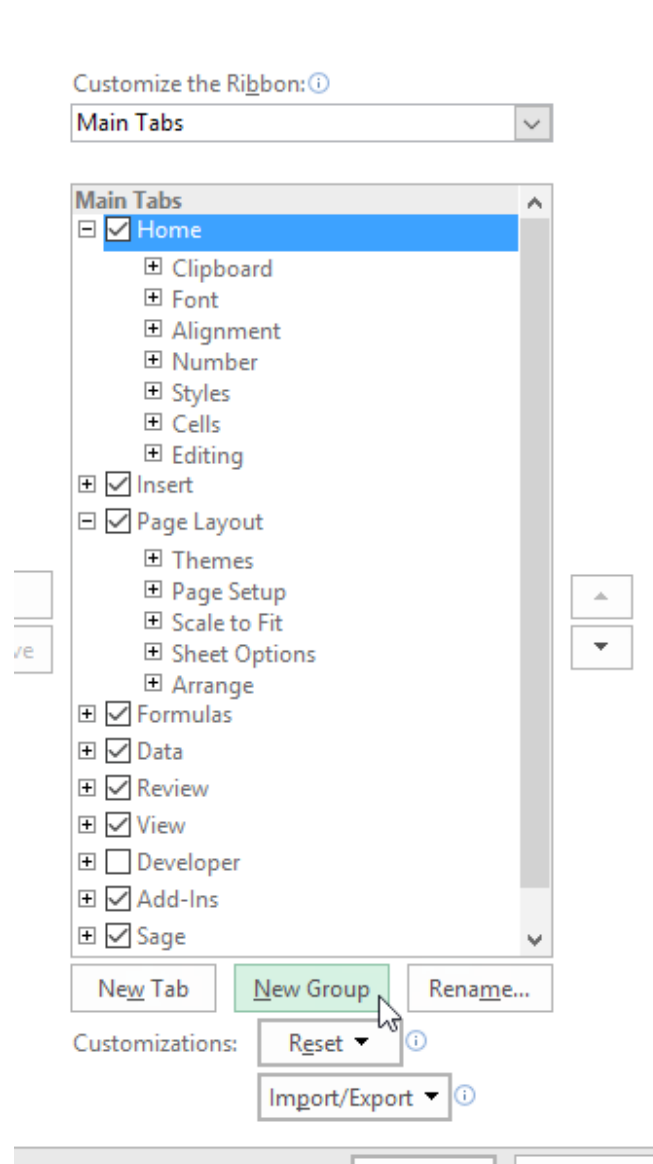 Customize the Ribbon:
Main Tabs
Main Tabs
Home
Clipboard
Font
Alignment
Number
Styles
Cells
Editing
Insert
Page Layout
Themes
Page Setup
Scale to Fit
Sheet Options
Arrange
ve
Formulas
Data
Review
View
Developer
Add-Ins
Sage
New Tab New Group Rename...
Customizations: Reset
Import/Export